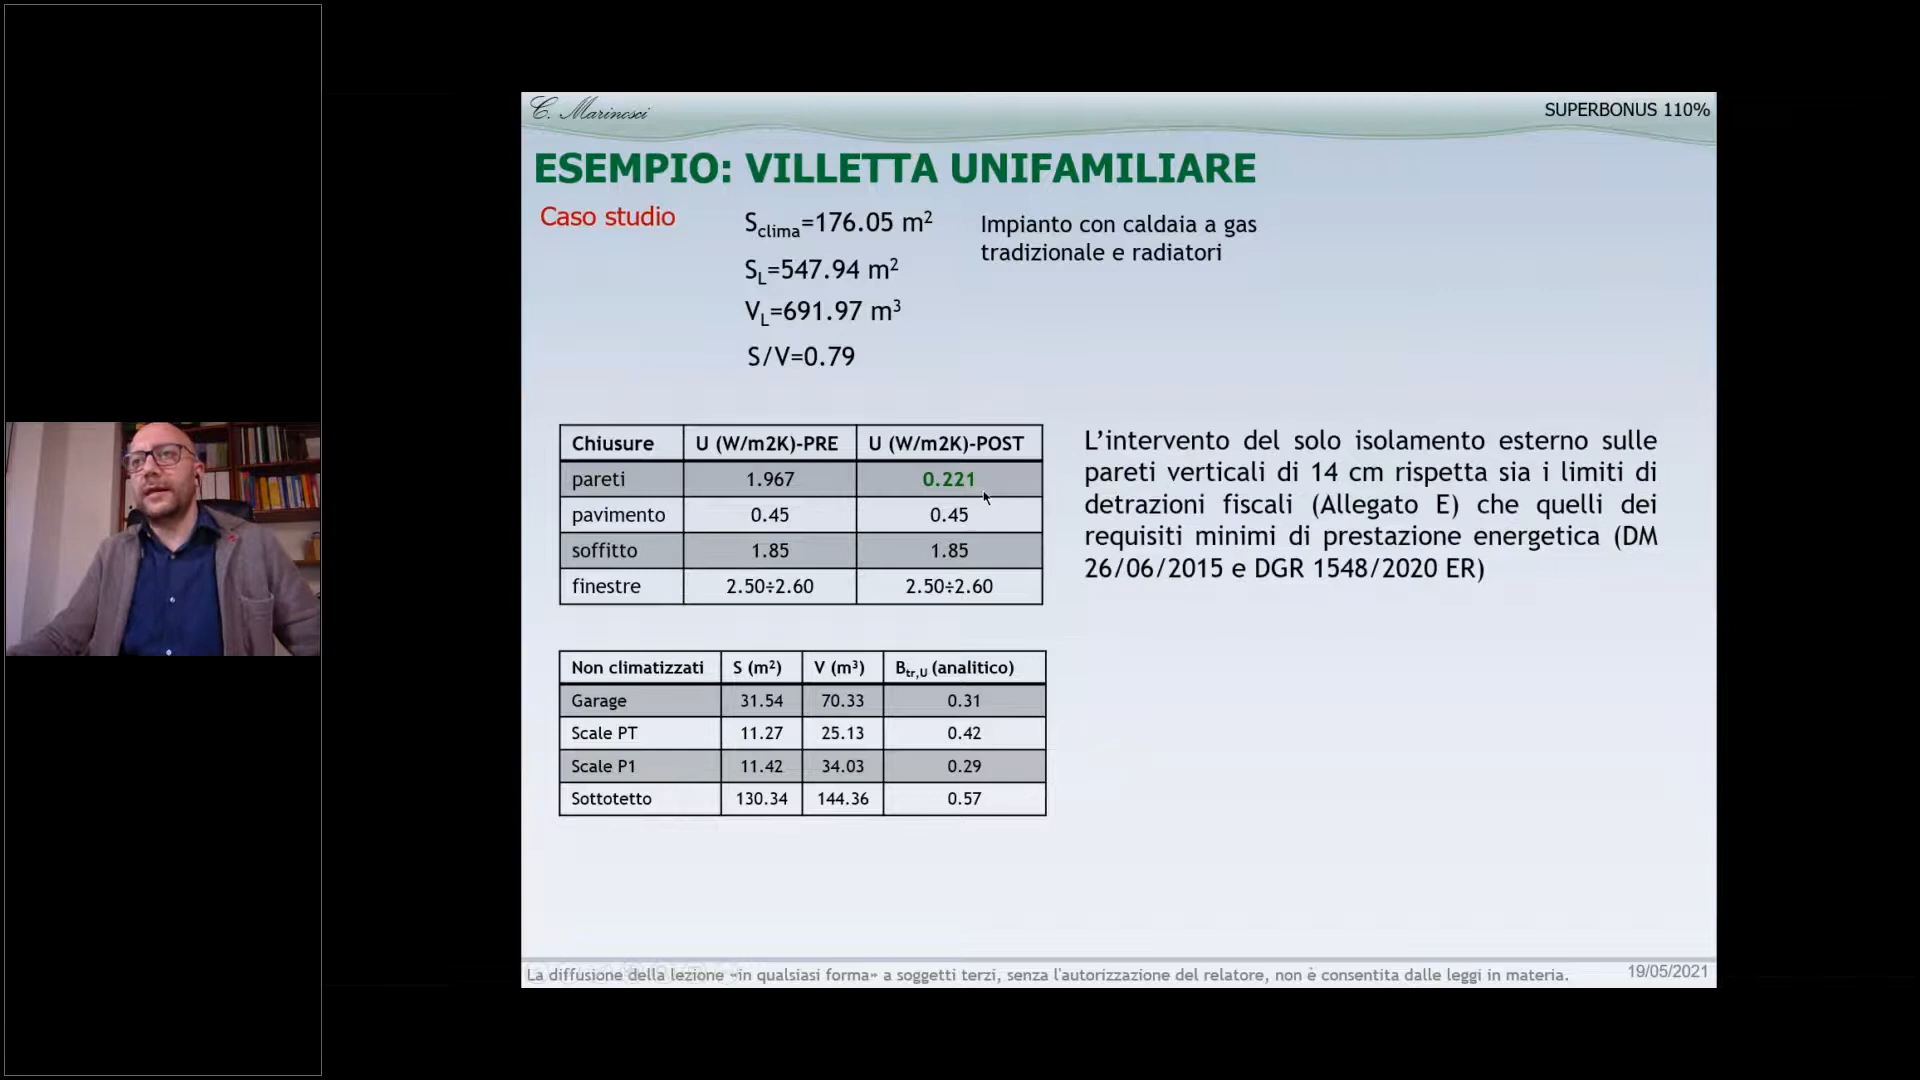 C. Marinosci
SUPERBONUS 110%
ESEMPIO: VILLETTA UNIFAMILIARE
Caso studio
Sclima=176.05 m²
SL=547.94 m²
VL=691.97 m³
S/V=0.79
Impianto con caldaia a gas
tradizionale e radiatori
Chiusure U (W/m2K)-PRE U (W/m2K)-POST
pareti 1.967 0.221
pavimento 0.45 0.45
soffitto 1.85 1.85
finestre 2.50÷2.60 2.50÷2.60
L’intervento del solo isolamento esterno sulle
pareti verticali di 14 cm rispetta sia i limiti di
detrazioni fiscali (Allegato E) che quelli dei
requisiti minimi di prestazione energetica (DM
26/06/2015 e DGR 1548/2020 ER)
Non climatizzati S (m²) V (m³) Btr,U (analitico)
Garage 31.54 70.33 0.31
Scale PT 11.27 25.13 0.42
Scale P1 11.42 34.03 0.29
Sottotetto 130.34 144.36 0.57
La diffusione della lezione «in qualsiasi forma» a soggetti terzi, senza l'autorizzazione del relatore, non è consentita dalle leggi in materia.
19/05/2021